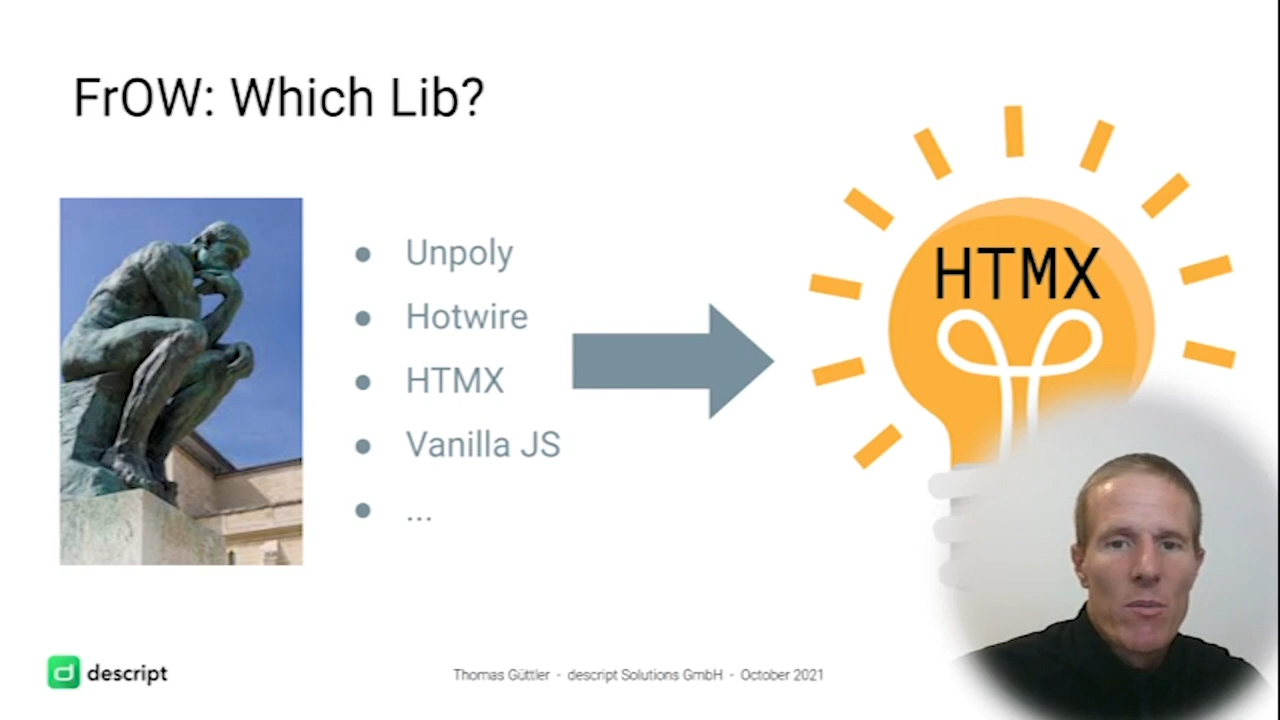 FrOW: Which Lib?
Unpoly
Hotwire
HTMX
Vanilla JS
...
HTMX
descript
Thomas Güttler - descript Solutions GmbH - October 2021